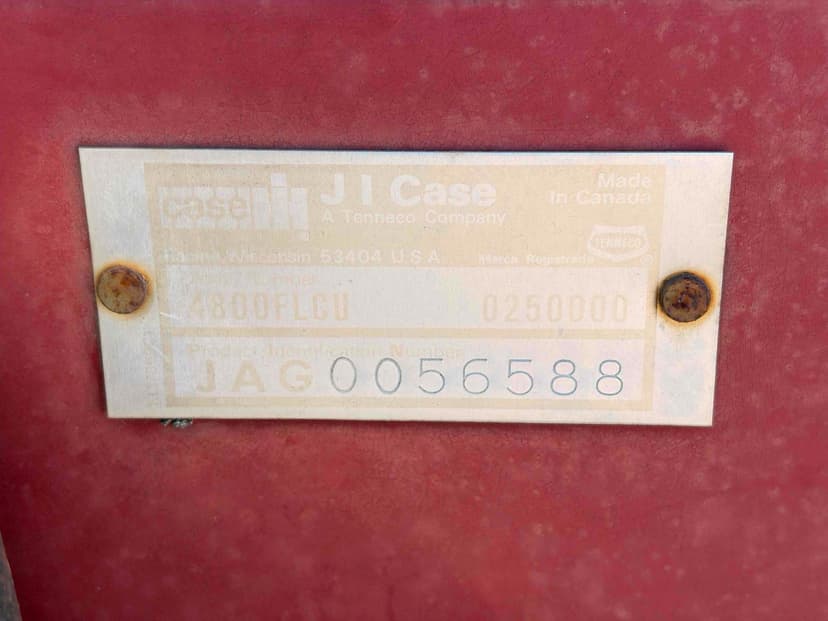 case ih
J I Case
A Tenneco Company
Made
In Canada
TENNECO
Racine, Wisconsin 53404 U.S.A.
Marca Registrada
4800FLCU 0250000
Product Identification Number
JAG0056588